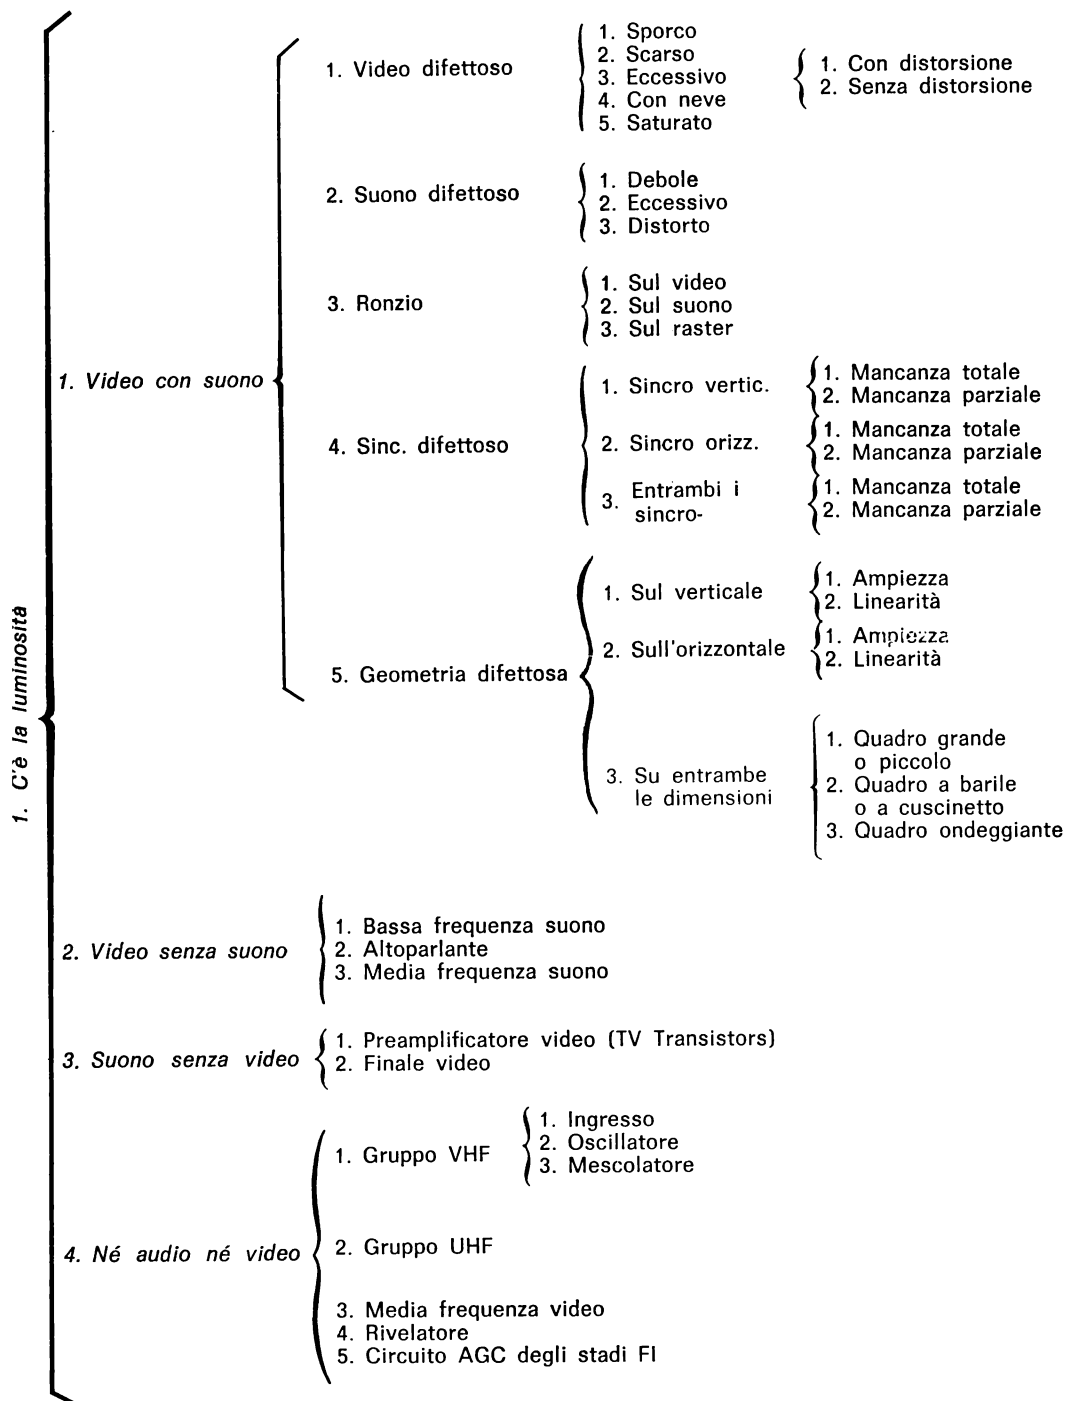 1. C'è la luminosità
1. Video con suono
1. Video difettoso
1. Sporco
2. Scarso
3. Eccessivo
4. Con neve
5. Saturato
1. Con distorsione
2. Senza distorsione
2. Suono difettoso
1. Debole
2. Eccessivo
3. Distorto
3. Ronzio
1. Sul video
2. Sul suono
3. Sul raster
4. Sinc. difettoso
1. Sincro vertic.
1. Mancanza totale
2. Mancanza parziale
2. Sincro orizz.
1. Mancanza totale
2. Mancanza parziale
3. Entrambi i
sincro-
1. Mancanza totale
2. Mancanza parziale
5. Geometria difettosa
1. Sul verticale
1. Ampiezza
2. Linearità
2. Sull'orizzontale
1. Ampiezza
2. Linearità
3. Su entrambe
le dimensioni
1. Quadro grande
o piccolo
2. Quadro a barile
o a cuscinetto
3. Quadro ondeggiante
2. Video senza suono
1. Bassa frequenza suono
2. Altoparlante
3. Media frequenza suono
3. Suono senza video
1. Preamplificatore video (TV Transistors)
2. Finale video
4. Né audio né video
1. Gruppo VHF
1. Ingresso
2. Oscillatore
3. Mescolatore
2. Gruppo UHF
3. Media frequenza video
4. Rivelatore
5. Circuito AGC degli stadi FI